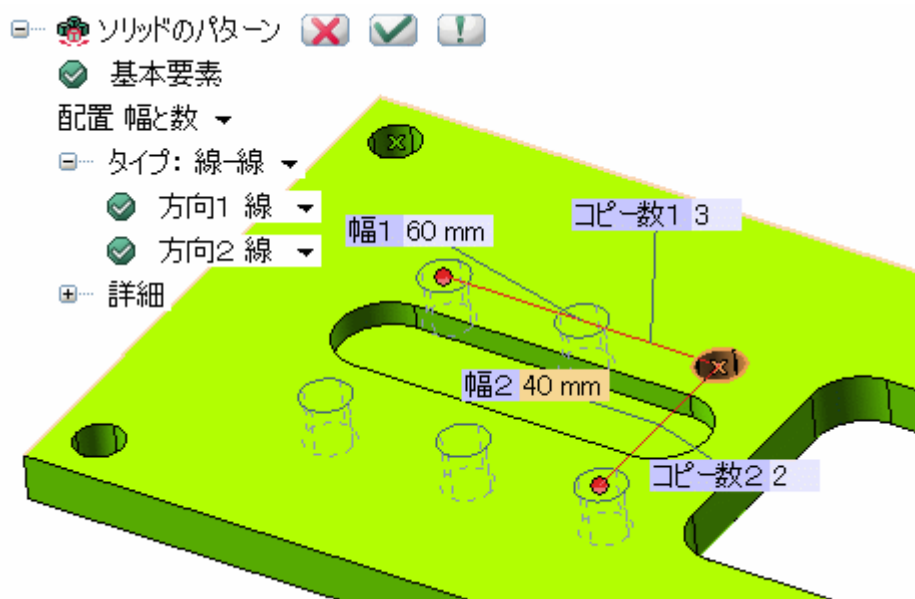 ソリッドのパターン
基本要素
配置 幅と数
タイプ: 線-線
方向1 線
方向2 線
詳細
幅1 60 mm
コピー数1 3
幅2 40 mm
コピー数2 2